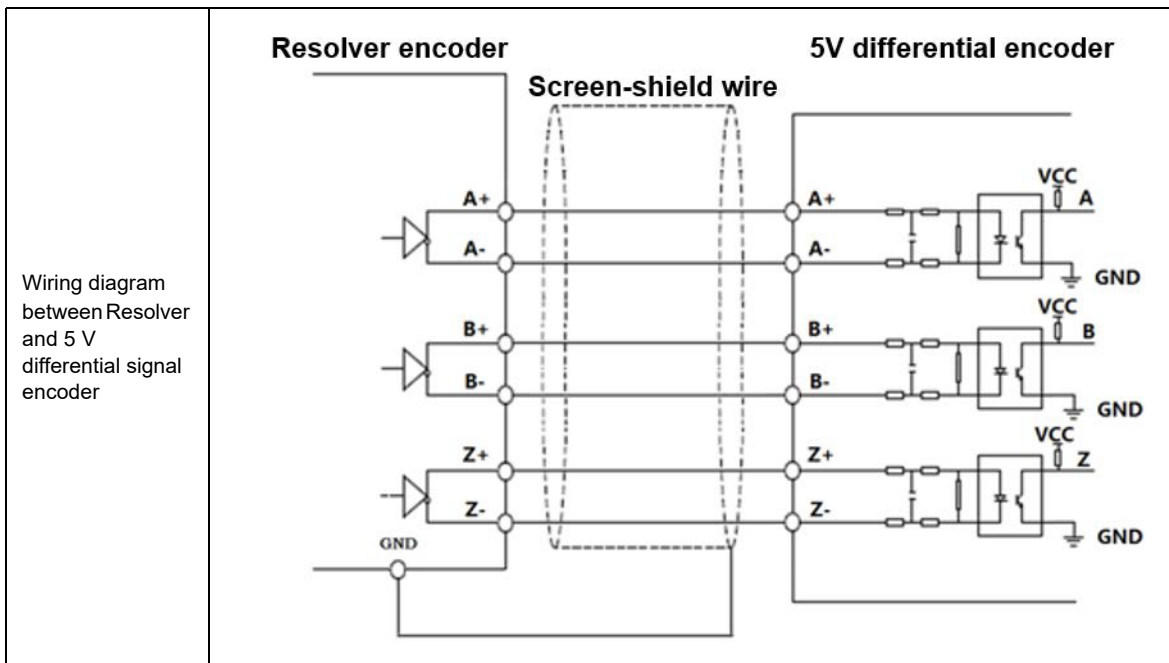 Wiring diagram
between Resolver
and 5 V
differential signal
encoder
Resolver encoder
5V differential encoder
Screen-shield wire
A+
A-
B+
B-
Z+
Z-
GND
A+
A-
B+
B-
Z+
Z-
VCC
A
GND
VCC
B
GND
VCC
Z
GND